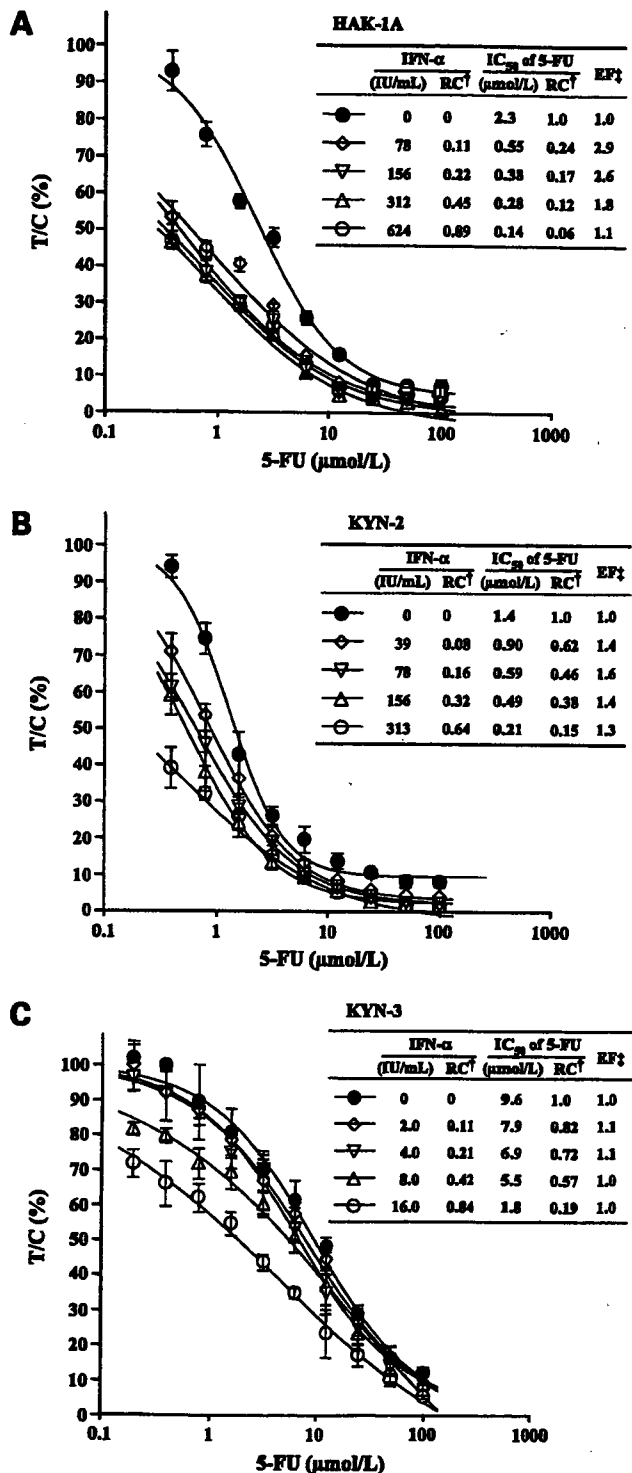 A
HAK-1A
IFN-α IC50 of 5-FU EF‡
(IU/mL) RC† (µmol/L) RC†
0 0 2.3 1.0 1.0
78 0.11 0.55 0.24 2.9
156 0.22 0.38 0.17 2.6
312 0.45 0.28 0.12 1.8
624 0.89 0.14 0.06 1.1
T/C (%)
100
90
80
70
60
50
40
30
20
10
0
0.1 1 10 100 1000
5-FU (µmol/L)
B
KYN-2
IFN-α IC50 of 5-FU EF‡
(IU/mL) RC† (µmol/L) RC†
0 0 1.4 1.0 1.0
39 0.08 0.90 0.62 1.4
78 0.16 0.59 0.46 1.6
156 0.32 0.49 0.38 1.4
313 0.64 0.21 0.15 1.3
T/C (%)
100
90
80
70
60
50
40
30
20
10
0
0.1 1 10 100 1000
5-FU (µmol/L)
C
KYN-3
IFN-α IC50 of 5-FU EF‡
(IU/mL) RC† (µmol/L) RC†
0 0 9.6 1.0 1.0
2.0 0.11 7.9 0.82 1.1
4.0 0.21 6.9 0.72 1.1
8.0 0.42 5.5 0.57 1.0
16.0 0.84 1.8 0.19 1.0
T/C (%)
100
90
80
70
60
50
40
30
20
10
0
0.1 1 10 100 1000
5-FU (µmol/L)